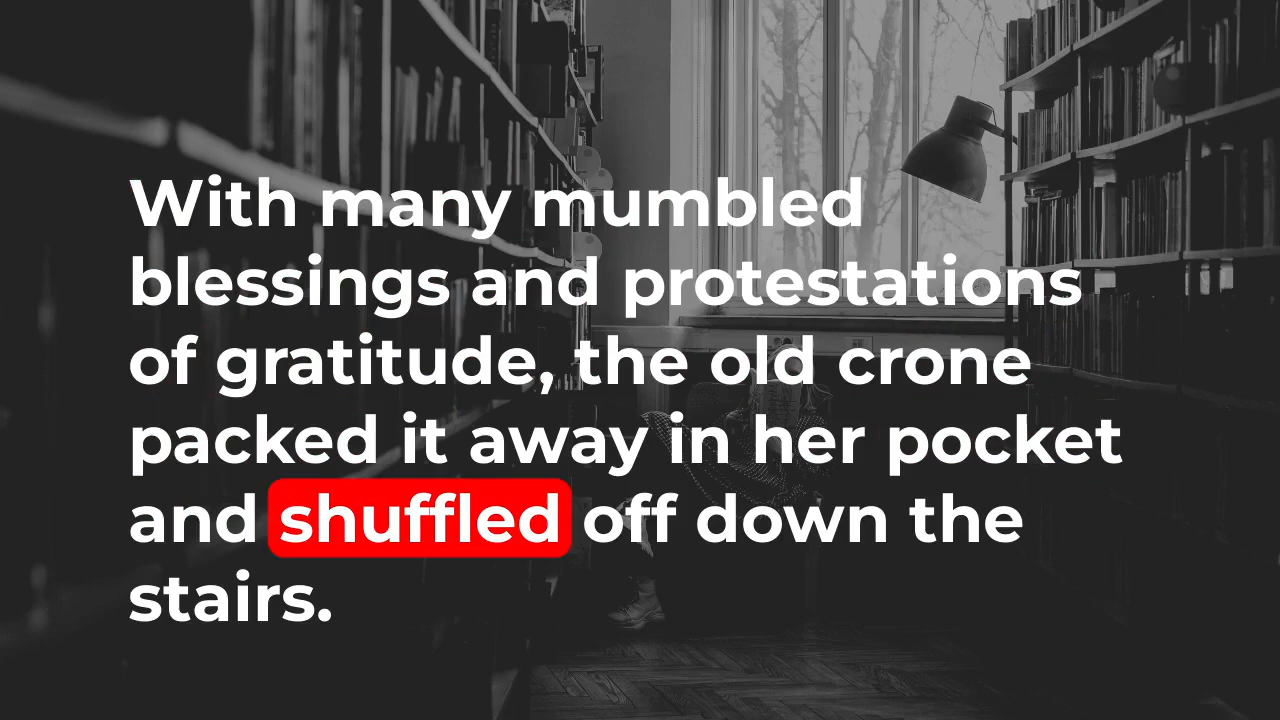 With many mumbled
blessings and protestations
of gratitude, the old crone
packed it away in her pocket
and shuffled off down the
stairs.